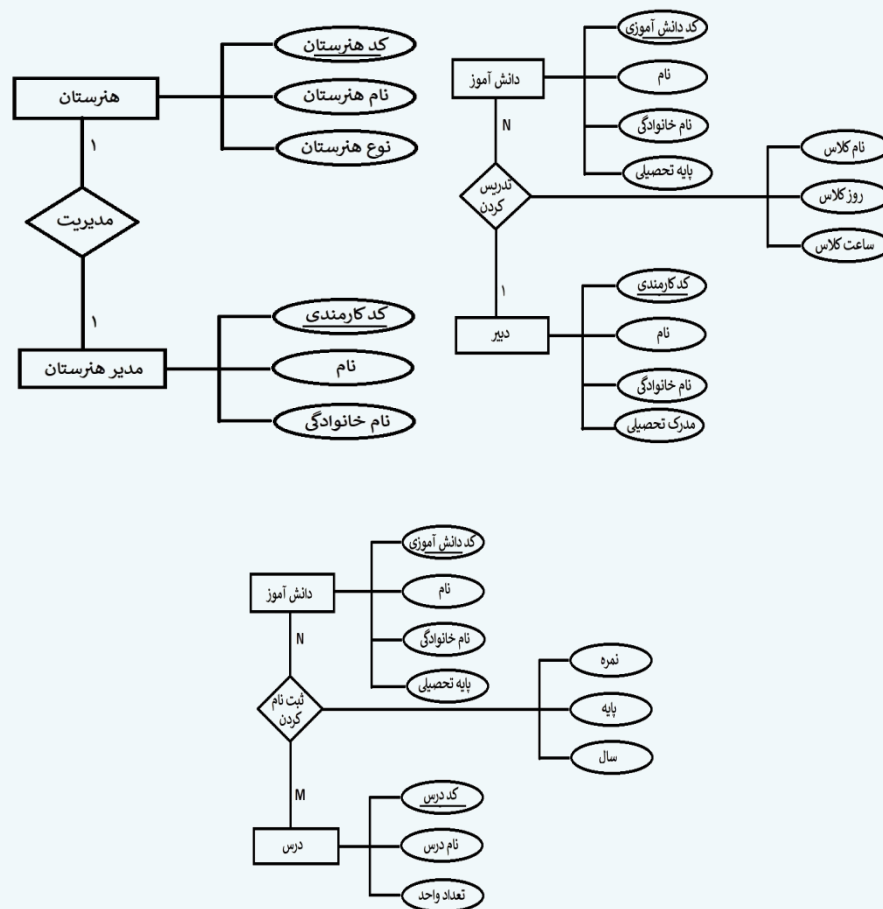 هنرستان
کد هنرستان
نام هنرستان
نوع هنرستان
۱
مدیریت
۱
مدیر هنرستان
کد کارمندی
نام
نام خانوادگی
دانش آموز
کد دانش آموزی
نام
نام خانوادگی
پایه تحصیلی
N
تدریس
کردن
نام کلاس
روز کلاس
ساعت کلاس
۱
دبیر
کد کارمندی
نام
نام خانوادگی
مدرک تحصیلی
دانش آموز
کد دانش آموزی
نام
نام خانوادگی
پایه تحصیلی
N
ثبت نام
کردن
نمره
پایه
سال
M
درس
کد درس
نام درس
تعداد واحد